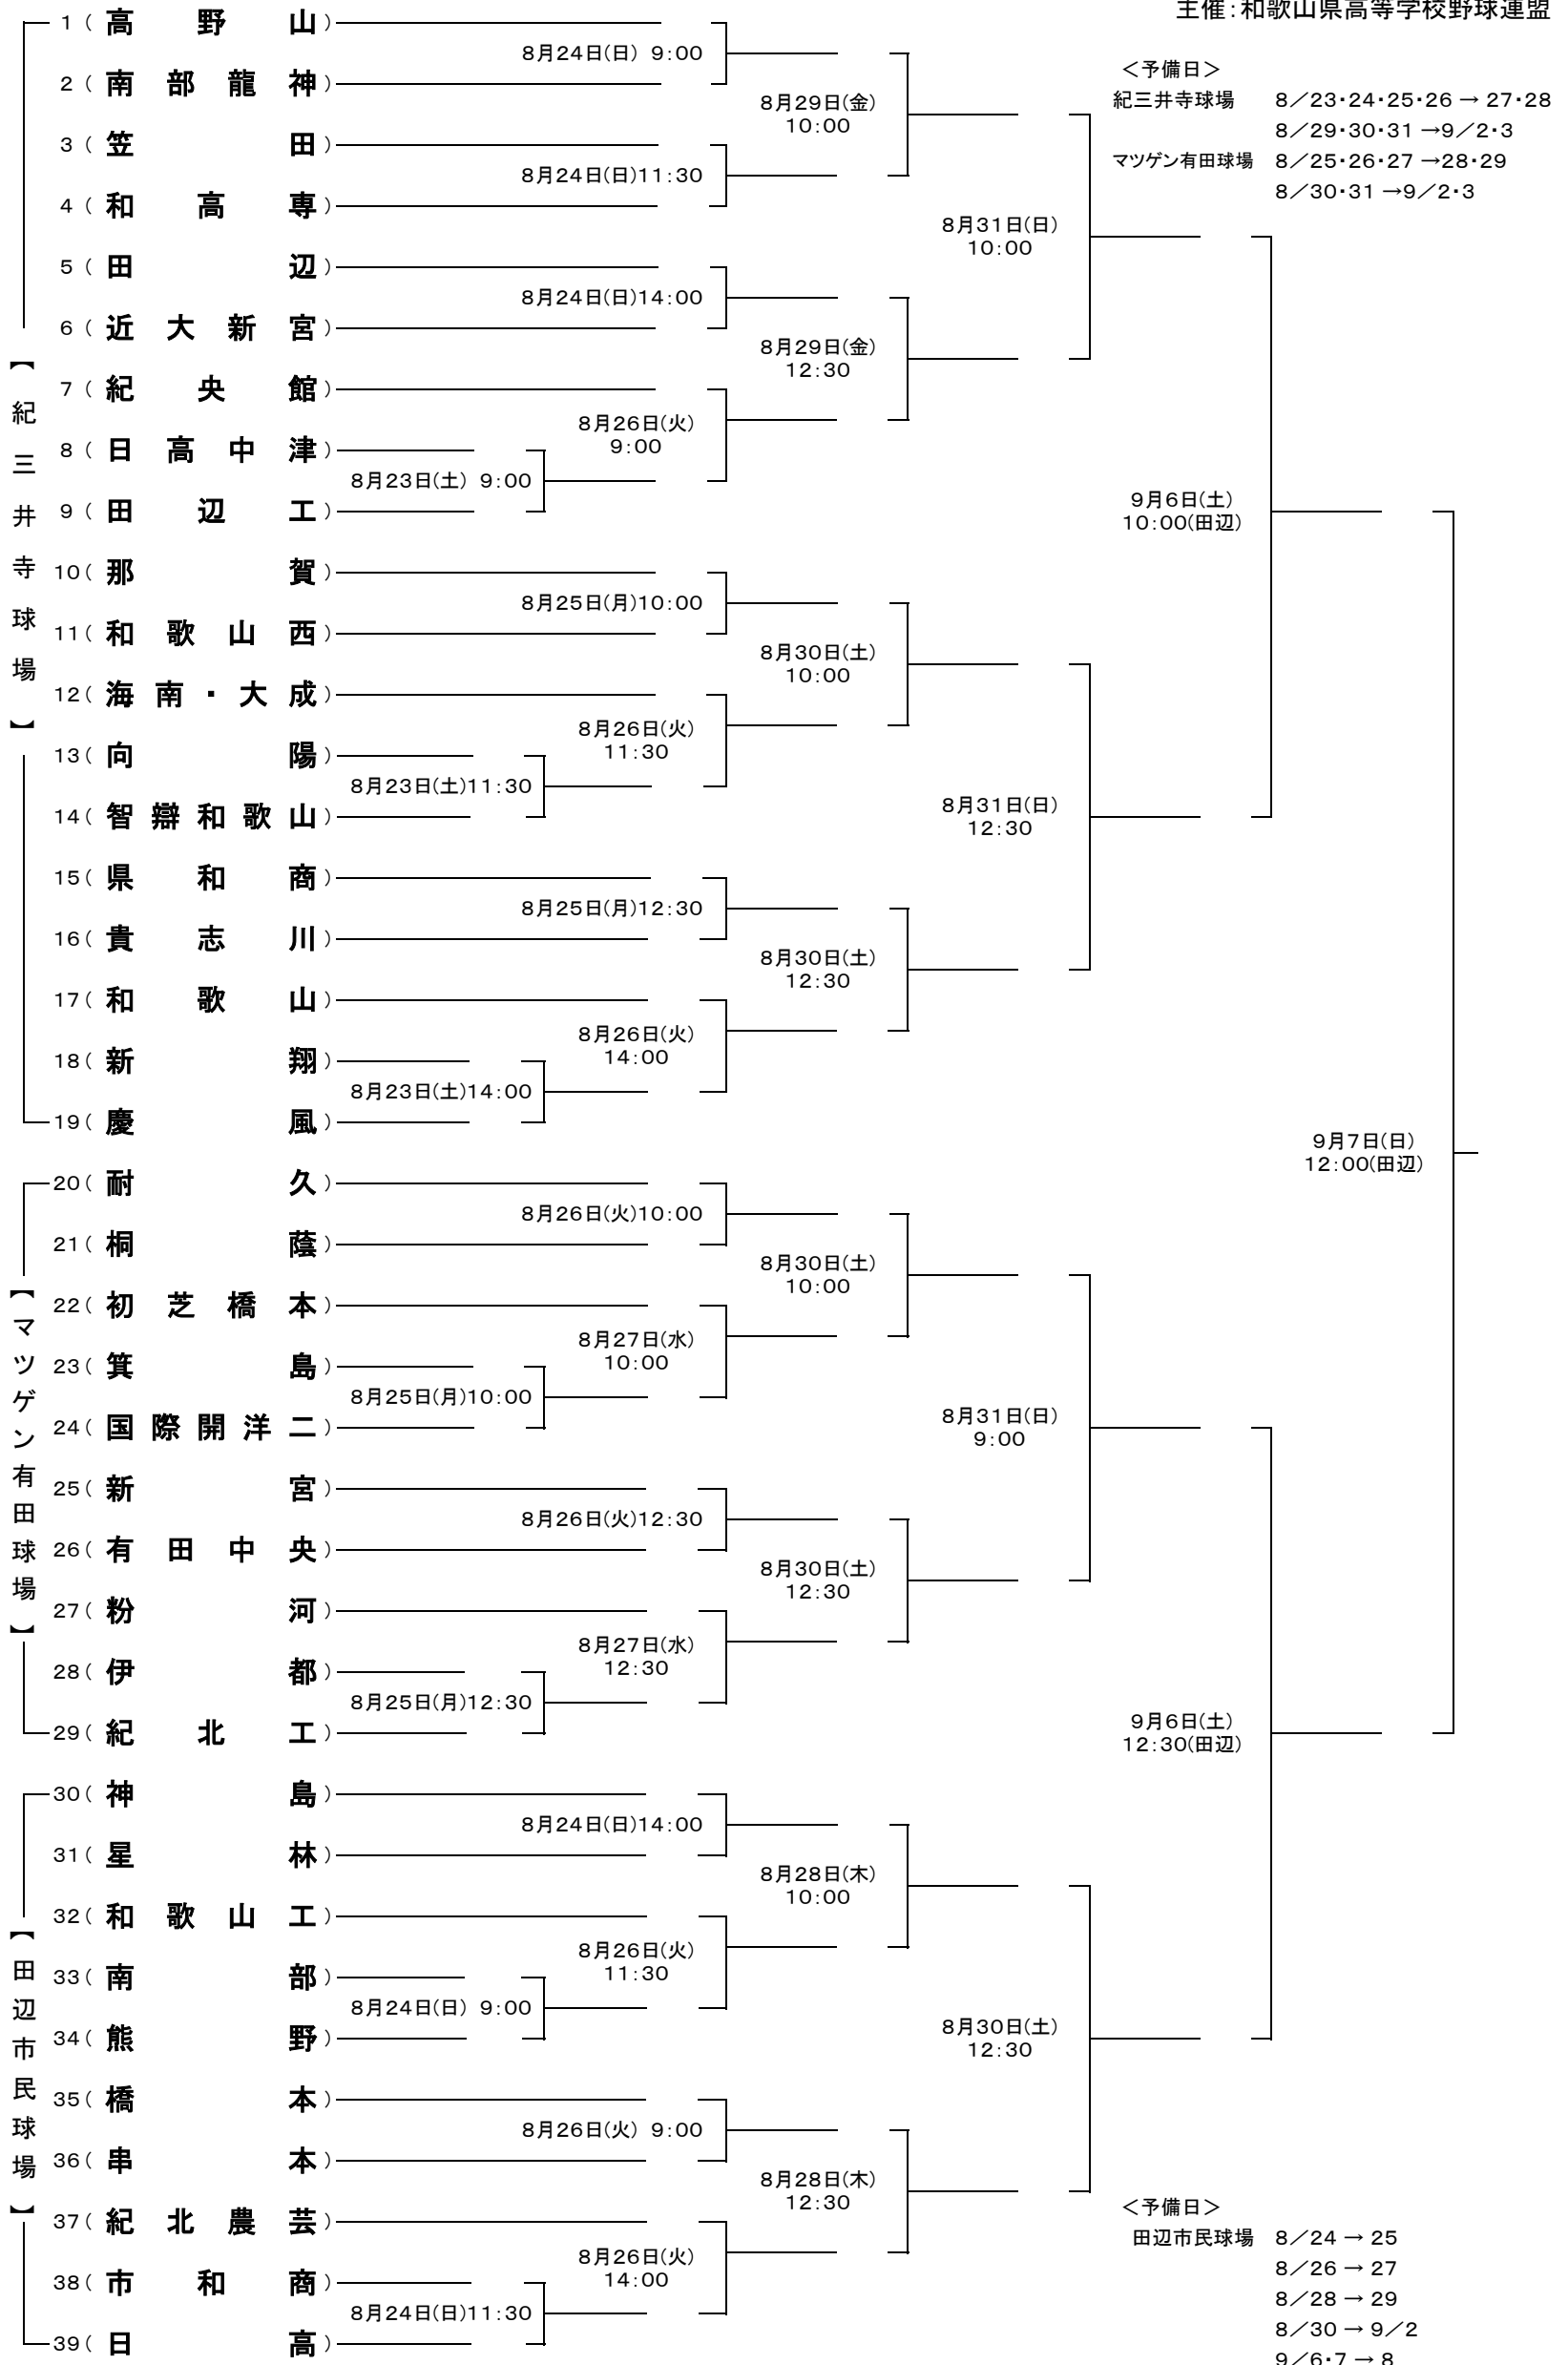 主催：和歌山県高等学校野球連盟
＜予備日＞
紀三井寺球場 8／23・24・25・26 → 27・28
8／29・30・31 →9／2・3
マツゲン有田球場 8／25・26・27 →28・29
8／30・31 →9／2・3
【紀三井寺球場】
1（高野山）
8月24日(日) 9:00
2（南部龍神）
8月29日(金)
10:00
3（笠田）
8月24日(日)11:30
4（和高専）
8月31日(日)
10:00
5（田辺）
8月24日(日)14:00
6（近大新宮）
8月29日(金)
12:30
7（紀央館）
8月26日(火)
9:00
8（日高中津）
8月23日(土) 9:00
9（田辺工）
9月6日(土)
10:00(田辺)
10（那賀）
8月25日(月)10:00
11（和歌山西）
8月30日(土)
10:00
12（海南・大成）
8月26日(火)
11:30
13（向陽）
8月23日(土)11:30
14（智辯和歌山）
8月31日(日)
12:30
15（県和商）
8月25日(月)12:30
16（貴志川）
8月30日(土)
12:30
17（和歌山）
8月26日(火)
14:00
18（新翔）
8月23日(土)14:00
19（慶風）
9月7日(日)
12:00(田辺)
【マツゲン有田球場】
20（耐久）
8月26日(火)10:00
21（桐蔭）
8月30日(土)
10:00
22（初芝橋本）
8月27日(水)
10:00
23（箕島）
8月25日(月)10:00
24（国際開洋二）
8月31日(日)
9:00
25（新宮）
8月26日(火)12:30
26（有田中央）
8月30日(土)
12:30
27（粉河）
8月27日(水)
12:30
28（伊都）
8月25日(月)12:30
29（紀北工）
9月6日(土)
12:30(田辺)
【田辺市民球場】
30（神島）
8月24日(日)14:00
31（星林）
8月28日(木)
10:00
32（和歌山工）
8月26日(火)
11:30
33（南部）
8月24日(日) 9:00
34（熊野）
8月30日(土)
12:30
35（橋本）
8月26日(火) 9:00
36（串本）
8月28日(木)
12:30
37（紀北農芸）
8月26日(火)
14:00
38（市和商）
8月24日(日)11:30
39（日高）
＜予備日＞
田辺市民球場 8／24 → 25
8／26 → 27
8／28 → 29
8／30 → 9／2
9／6・7 → 8